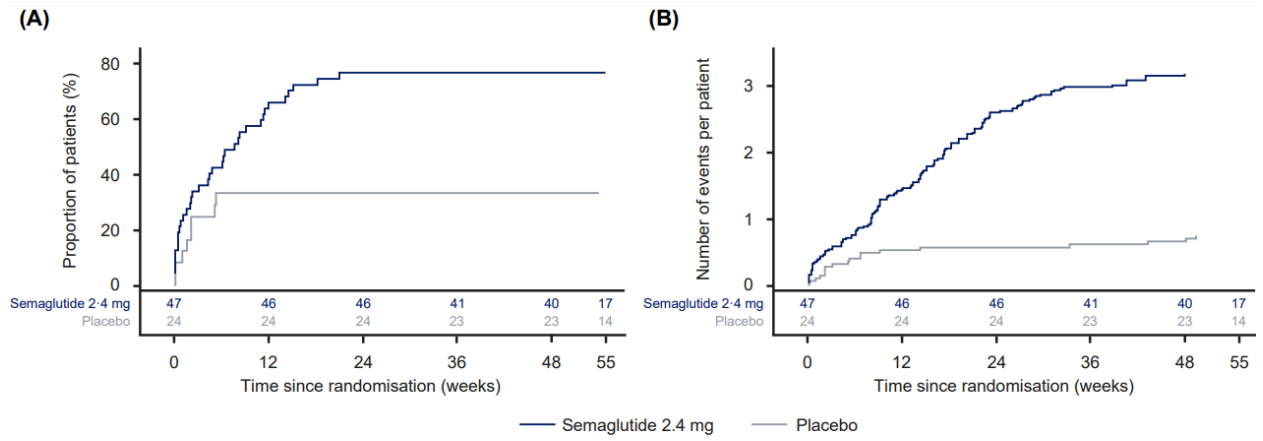 (A)
Proportion of patients (%)
80
60
40
20
0
Semaglutide 2·4 mg 47 46 46 41 40 17
Placebo 24 24 24 23 23 14
0 12 24 36 48 55
Time since randomisation (weeks)
(B)
Number of events per patient
3
2
1
0
Semaglutide 2·4 mg 47 46 46 41 40 17
Placebo 24 24 24 23 23 14
0 12 24 36 48 55
Time since randomisation (weeks)
Semaglutide 2.4 mg Placebo